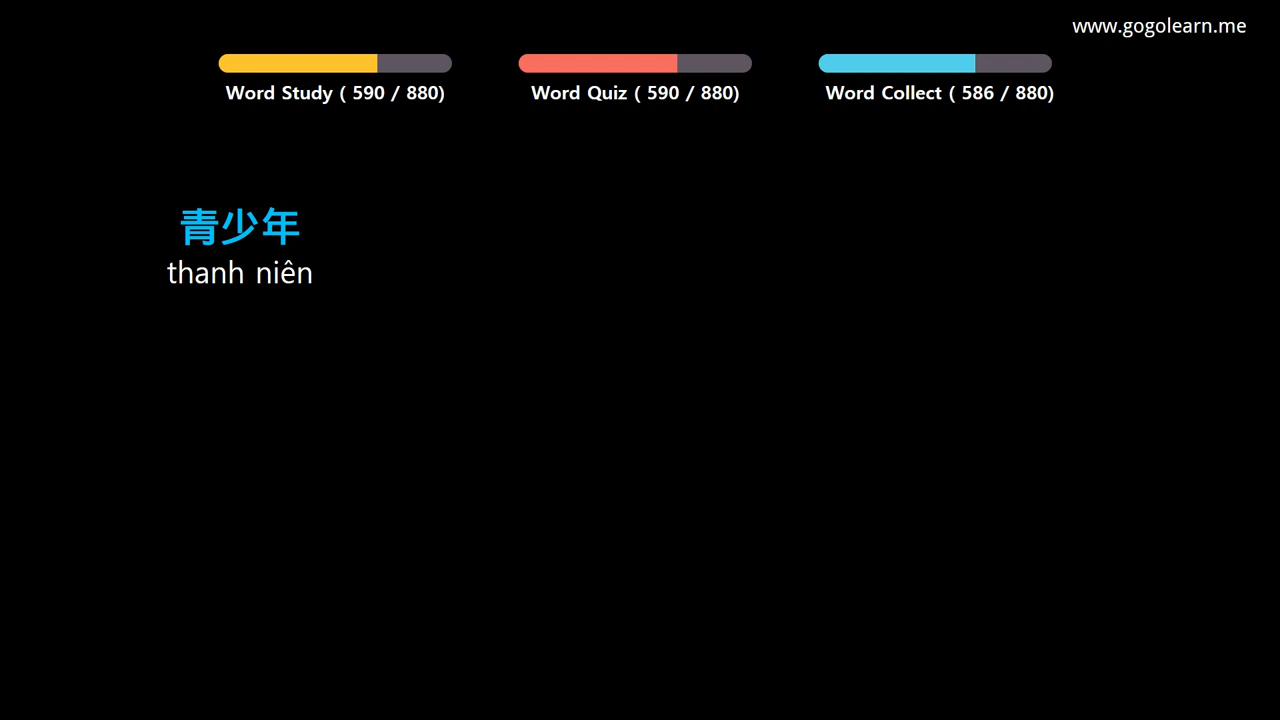 www.gogolearn.me
Word Study ( 590 / 880)
Word Quiz ( 590 / 880)
Word Collect ( 586 / 880)
青少年
thanh niên